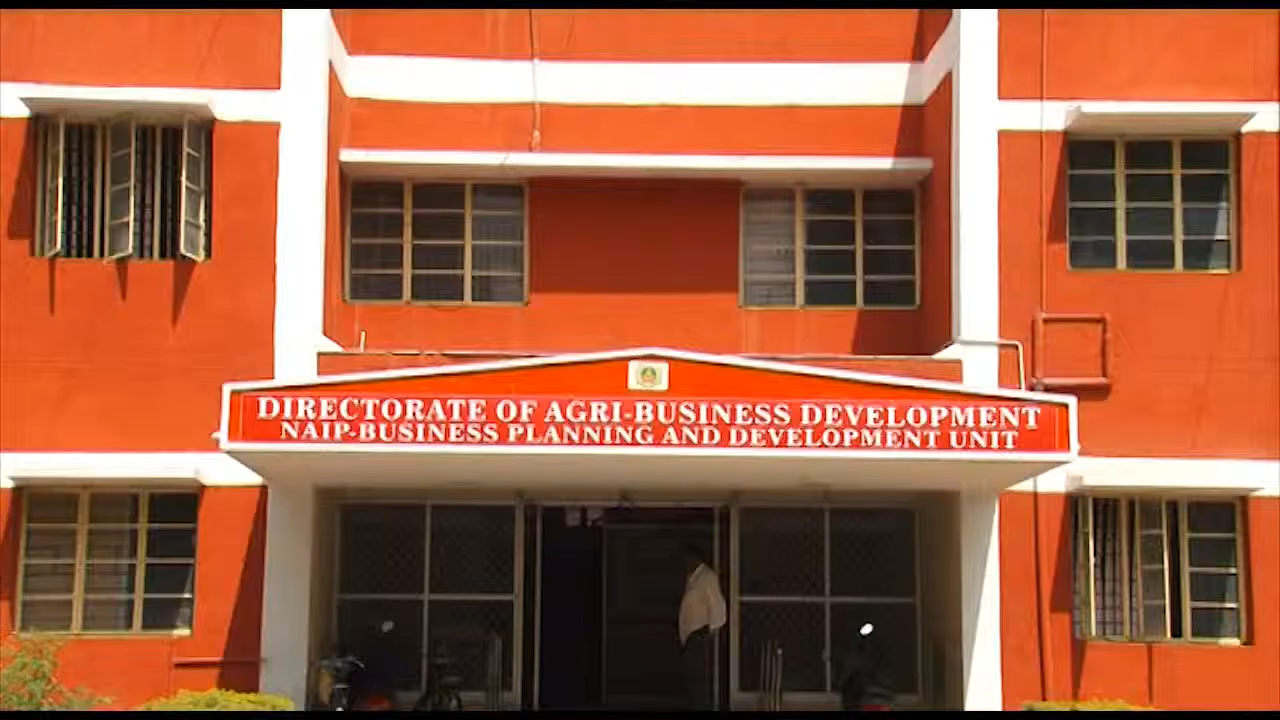 DIRECTORATE OF AGRI-BUSINESS DEVELOPMENT
NAIP-BUSINESS PLANNING AND DEVELOPMENT UNIT